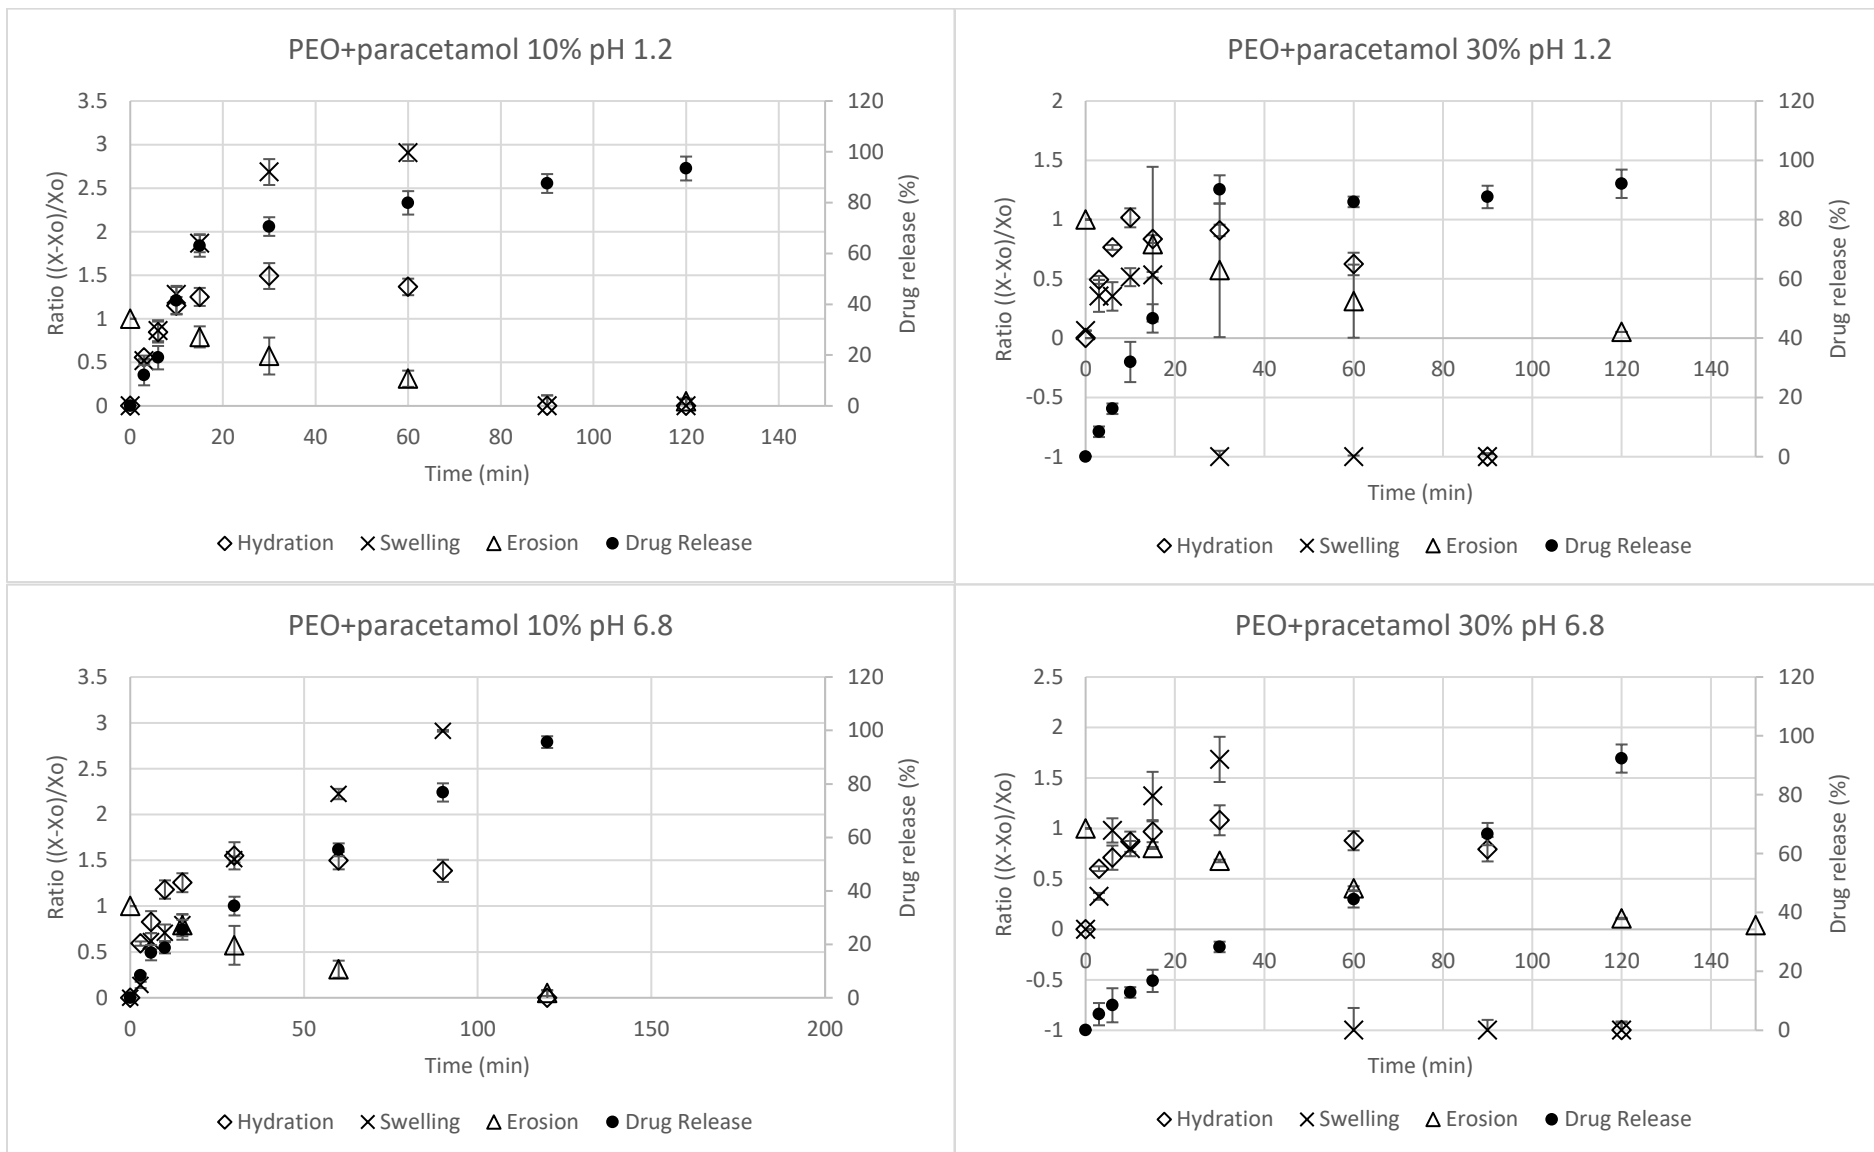 PEO+paracetamol 10% pH 1.2
3.5 120
3 100
2.5 80
2 60
1.5 40
1 20
0.5 0
0
0 20 40 60 80 100 120 140
Ratio ((X-Xo)/Xo)
Drug release (%)
Time (min)
Hydration Swelling Erosion Drug Release
PEO+paracetamol 30% pH 1.2
2 120
1.5 100
1 80
0.5 60
0 40
-0.5 20
-1 0
0 20 40 60 80 100 120 140
Ratio ((X-Xo)/Xo)
Drug release (%)
Time (min)
Hydration Swelling Erosion Drug Release
PEO+paracetamol 10% pH 6.8
3.5 120
3 100
2.5 80
2 60
1.5 40
1 20
0.5 0
0
0 50 100 150 200
Ratio ((X-Xo)/Xo)
Drug release (%)
Time (min)
Hydration Swelling Erosion Drug Release
PEO+pracetamol 30% pH 6.8
2.5 120
2 100
1.5 80
1 60
0.5 40
0 20
-0.5 0
-1
0 20 40 60 80 100 120 140
Ratio ((X-Xo)/Xo)
Drug release (%)
Time (min)
Hydration Swelling Erosion Drug Release